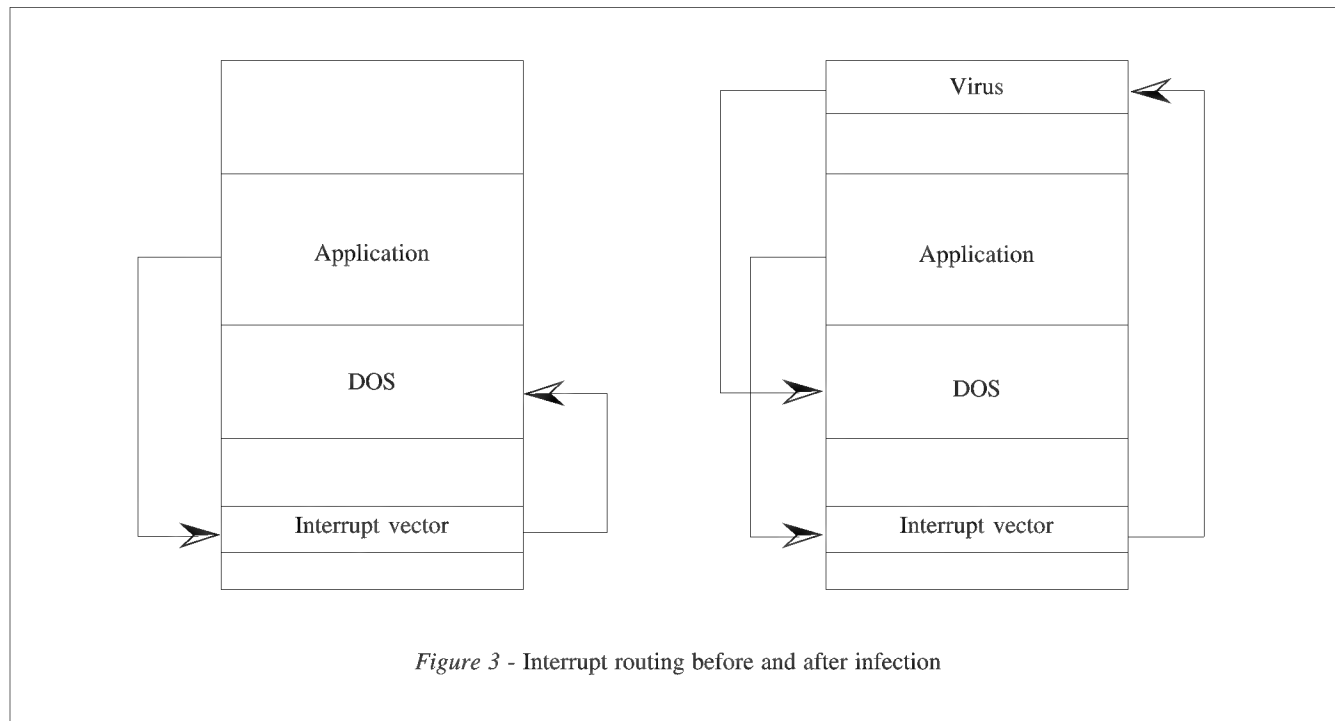 Application
DOS
Interrupt vector
Virus
Application
DOS
Interrupt vector
Figure 3 - Interrupt routing before and after infection